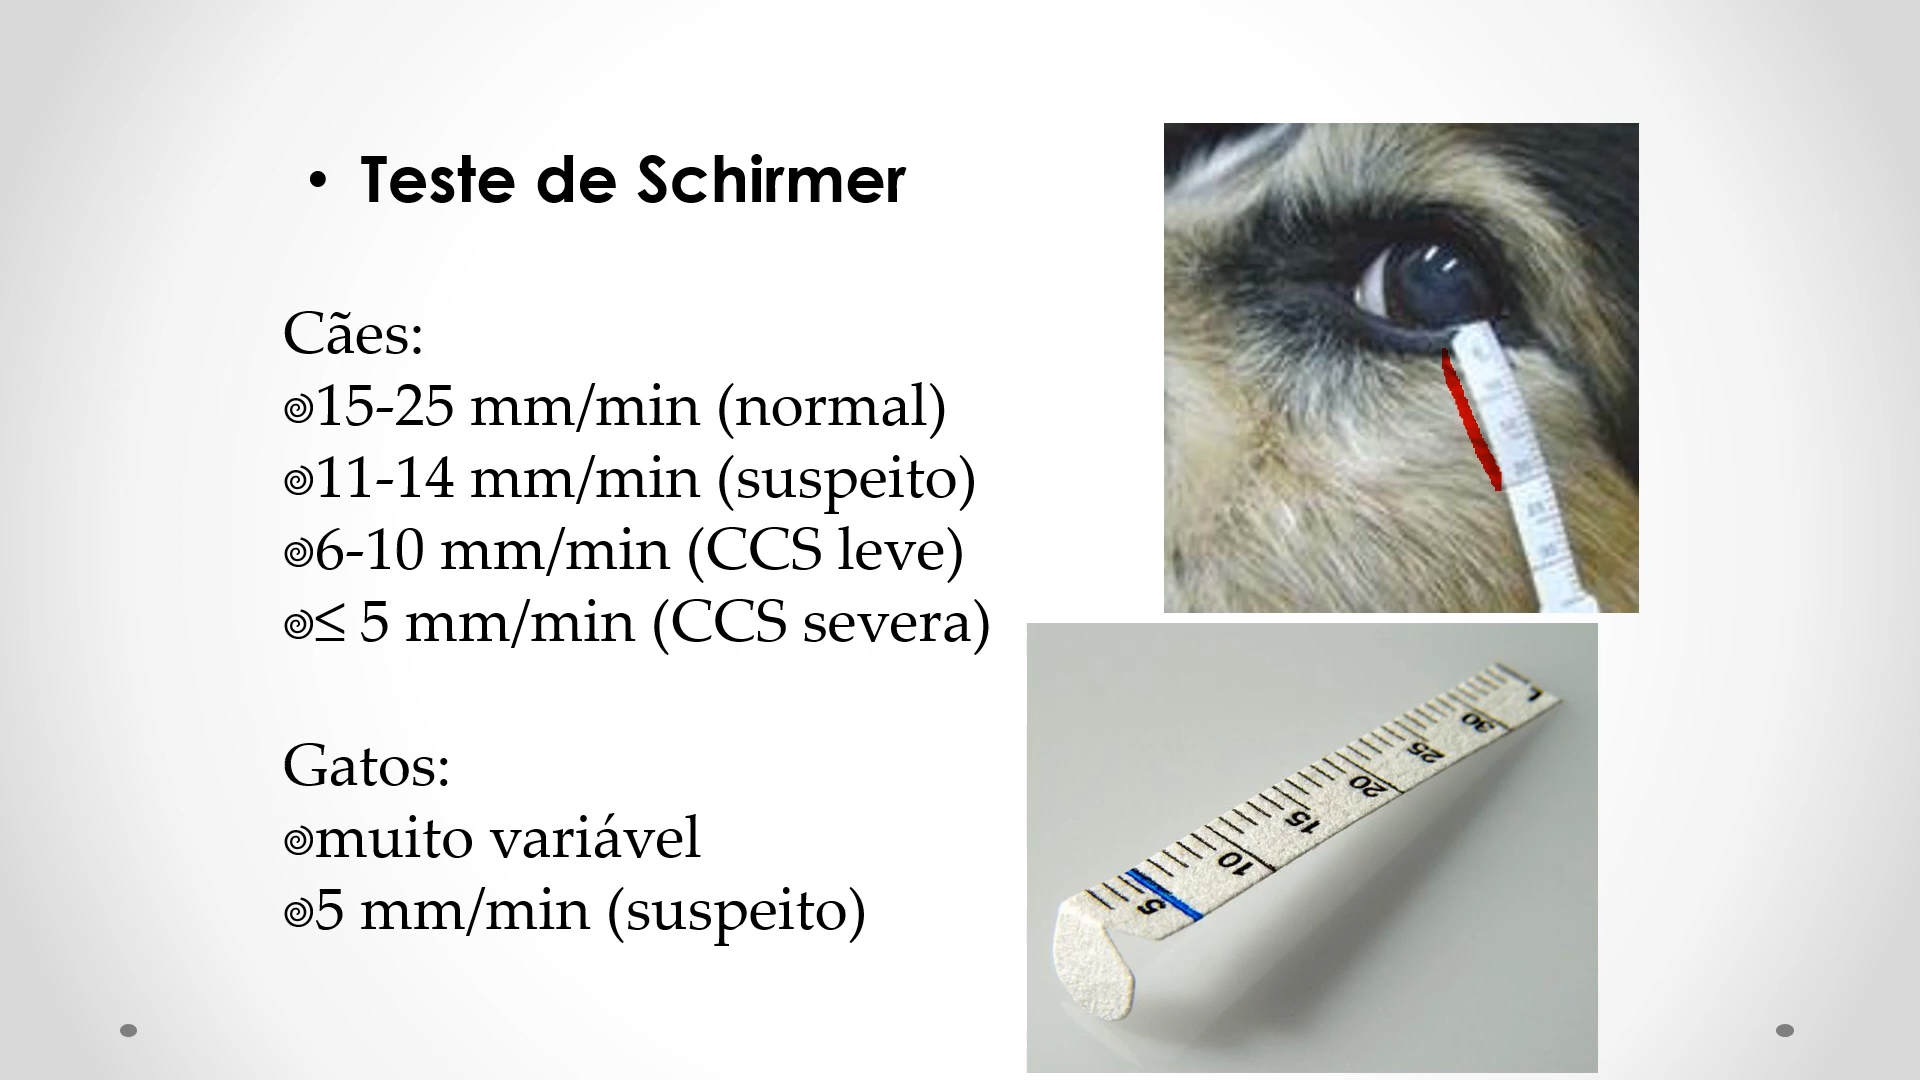 • Teste de Schirmer
Cães:
15-25 mm/min (normal)
11-14 mm/min (suspeito)
6-10 mm/min (CCS leve)
≤ 5 mm/min (CCS severa)
Gatos:
muito variável
5 mm/min (suspeito)
5
10
15
20
25
30
L